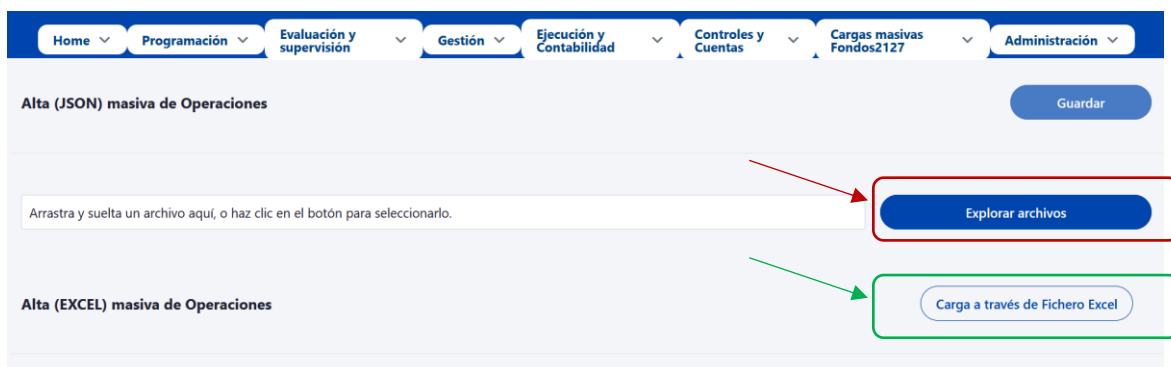 Home
Programación
Evaluación y
supervisión
Gestión
Ejecución y
Contabilidad
Controles y
Cuentas
Cargas masivas
Fondos2127
Administración
Alta (JSON) masiva de Operaciones
Guardar
Arrastra y suelta un archivo aquí, o haz clic en el botón para seleccionarlo.
Explorar archivos
Alta (EXCEL) masiva de Operaciones
Carga a través de Fichero Excel